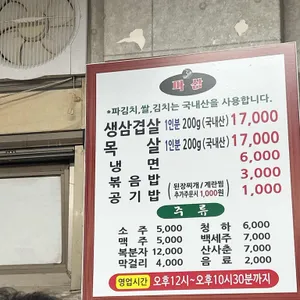 파절
*파김치,쌀,김치는 국내산을 사용합니다.
생삼겹살 1인분 200g(국내산) 17,000
목살 1인분 200g(국내산) 17,000
냉면 6,000
볶음밥 3,000
공기밥 (된장찌개/계란찜 추가주문시 1,000원) 1,000
주류
소주 5,000 청하 6,000
맥주 5,000 백세주 7,000
복분자 12,000 산사춘 7,000
막걸리 4,000 음료 2,000
영업시간 오후12시~오후10시30분까지